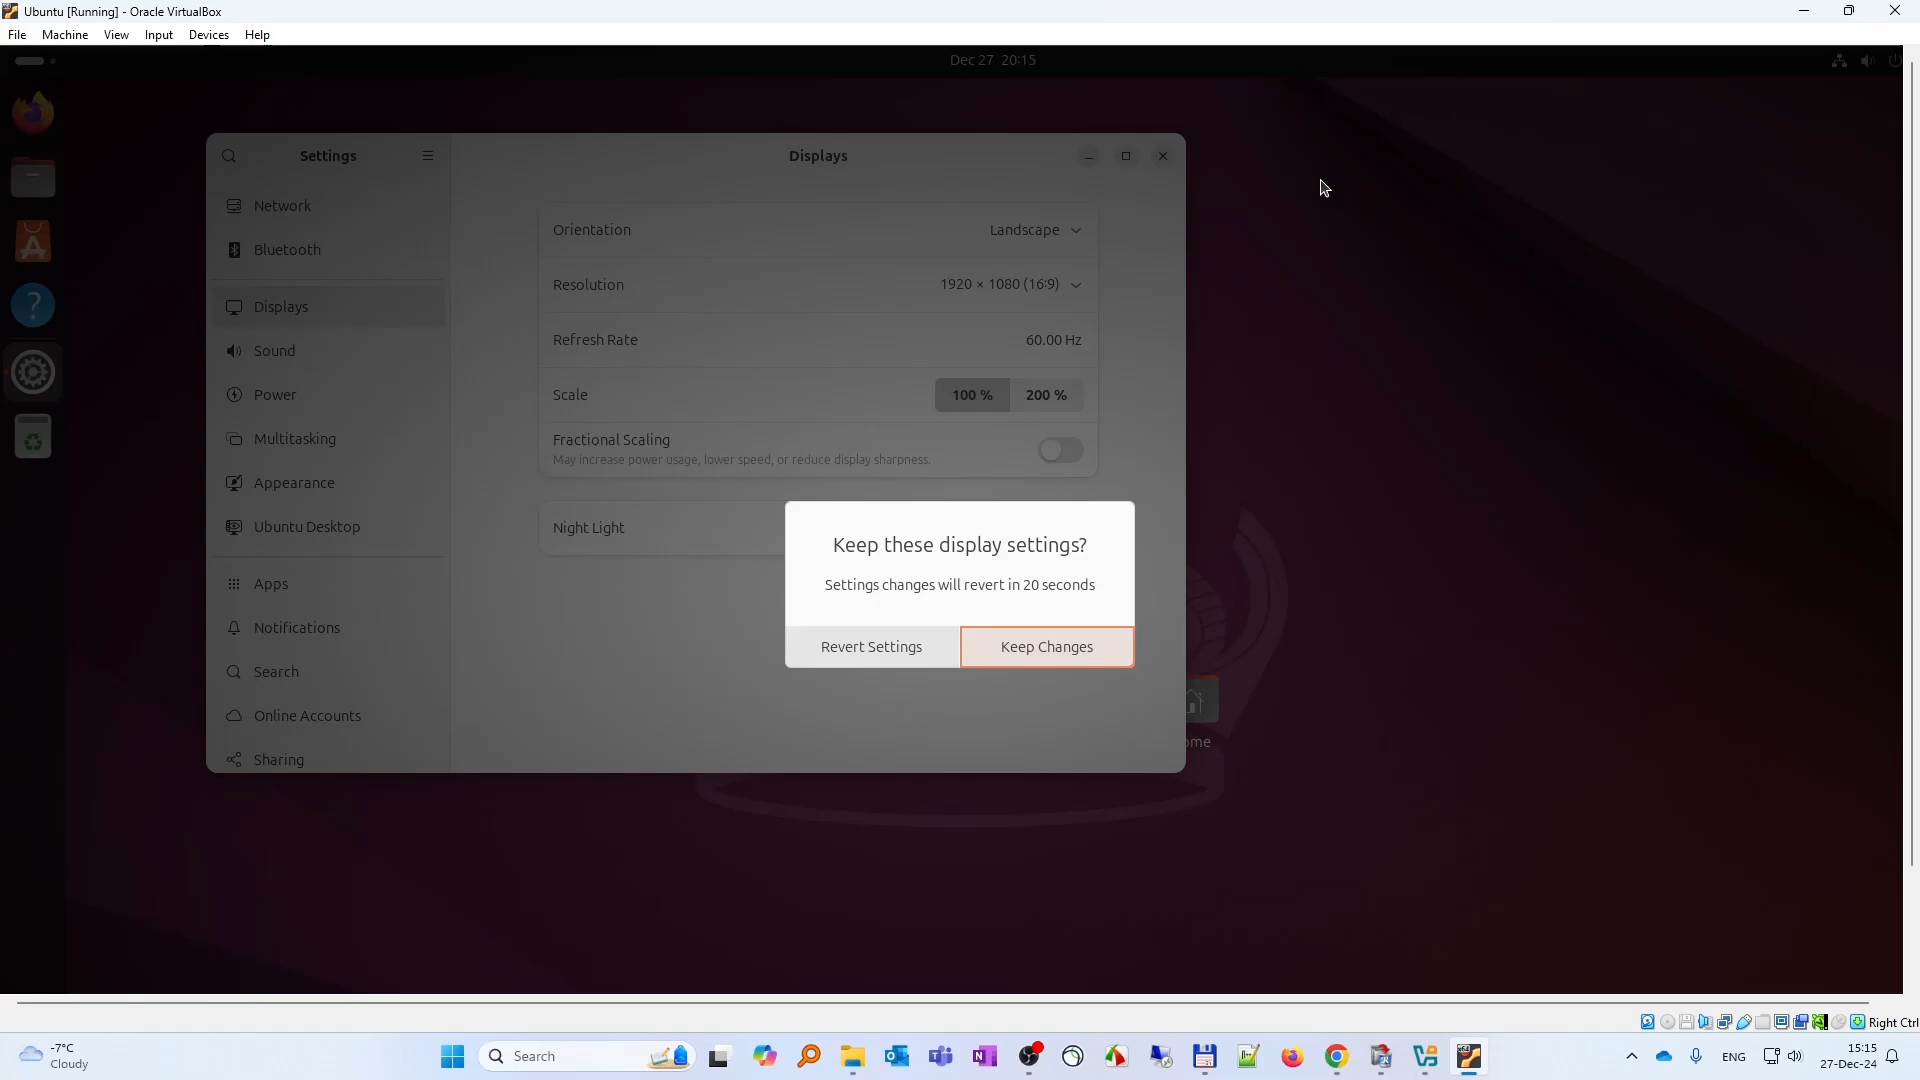 Ubuntu [Running] - Oracle VirtualBox
File Machine View Input Devices Help
Dec 27 20:15
Settings
Displays
Network
Bluetooth
Displays
Sound
Power
Multitasking
Appearance
Ubuntu Desktop
Apps
Notifications
Search
Online Accounts
Sharing
Orientation Landscape
Resolution 1920 × 1080 (16:9)
Refresh Rate 60.00 Hz
Scale 100 % 200 %
Fractional Scaling
May increase power usage, lower speed, or reduce display sharpness.
Night Light
Keep these display settings?
Settings changes will revert in 20 seconds
Revert Settings Keep Changes
ome
Right Ctrl
-7°C
Cloudy
Search
ENG
15:15
27-Dec-24